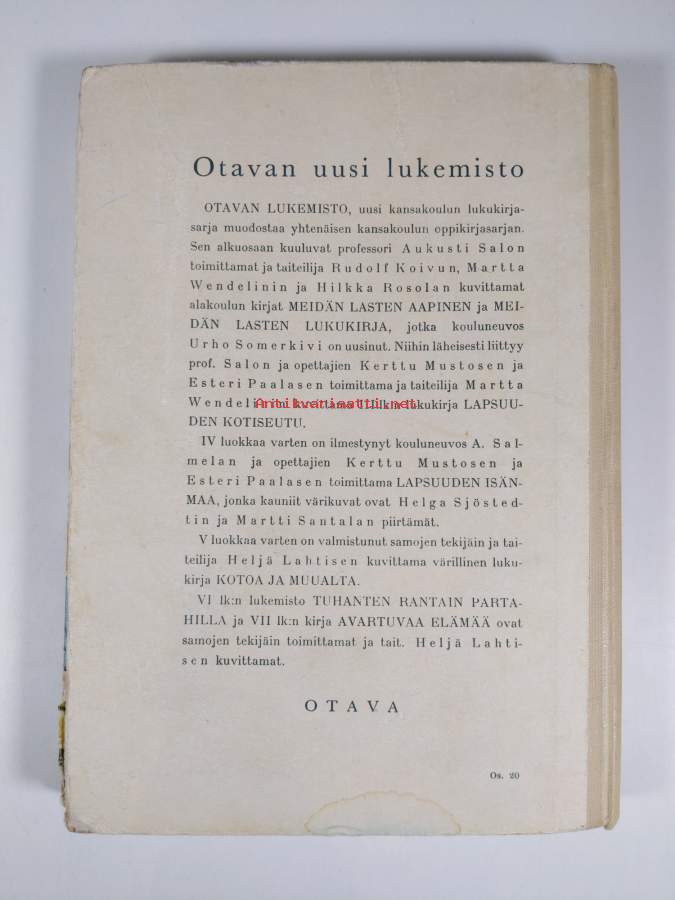 Otavan uusi lukemisto
OTAVAN LUKEMISTO, uusi kansakoulun lukukirja-
sarja muodostaa yhtenäisen kansakoulun oppikirjasarjan.
Sen alkuosaan kuuluvat professori Aukusti Salon
toimittamat ja taiteilija Rudolf Koivun, Martta
Wendelinin ja Hilkka Rosolan kuvittamat
alakoulun kirjat MEIDÄN LASTEN AAPINEN ja MEI-
DÄN LASTEN LUKUKIRJA, jotka kouluneuvos
Urho Somerkivi on uusinut. Niihin läheisesti liittyy
prof. Salon ja opettajien Kerttu Mustosen ja
Esteri Paalasen toimittama ja taiteilija Martta
Wendelinin kuvittama lukukirja LAPSUU-
Antikvariaatti.net
DEN KOTISEUTU.
IV luokkaa varten on ilmestynyt kouluneuvos A. Sal-
melan ja opettajien Kerttu Mustosen ja
Esteri Paalasen toimittama LAPSUUDEN ISÄN-
MAA, jonka kauniit värikuvat ovat Helga Sjösted-
tin ja Martti Santalan piirtämät.
V luokkaa varten on valmistunut samojen tekijäin ja tai-
teilija Heljä Lahtisen kuvittama värillinen luku-
kirja KOTOA JA MUUALTA.
VI lk:n lukemisto TUHANTEN RANTAIN PARTA-
HILLA ja VII lk:n kirja AVARTUVAA ELÄMÄÄ ovat
samojen tekijäin toimittamat ja tait. Heljä Lahti-
sen kuvittamat.
OTAVA
Os. 20